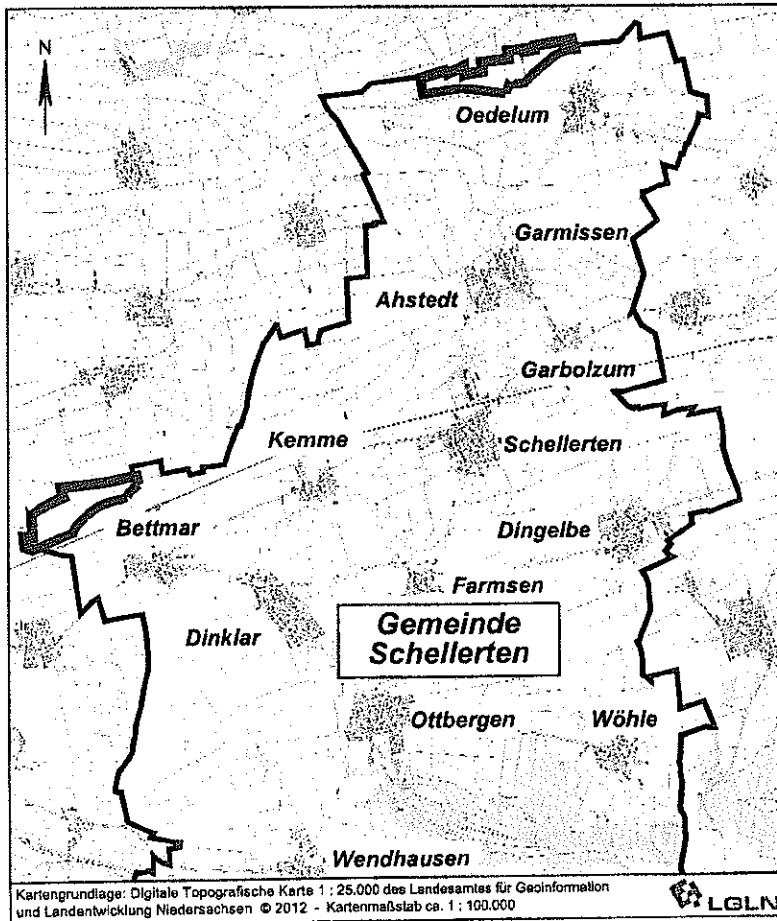 N
Oedelum
Garmissen
Ahstedt
Garbolzum
Kemme
Schellerten
Bettmar
Dingelbe
Farmsen
Dinklar
Gemeinde
Schellerten
Ottbergen
Wöhle
Wendhausen
Kartengrundlage: Digitale Topografische Karte 1 : 25.000 des Landesamtes für Geoinformation
und Landentwicklung Niedersachsen © 2012 - Kartenmaßstab ca. 1 : 100.000
LGLN